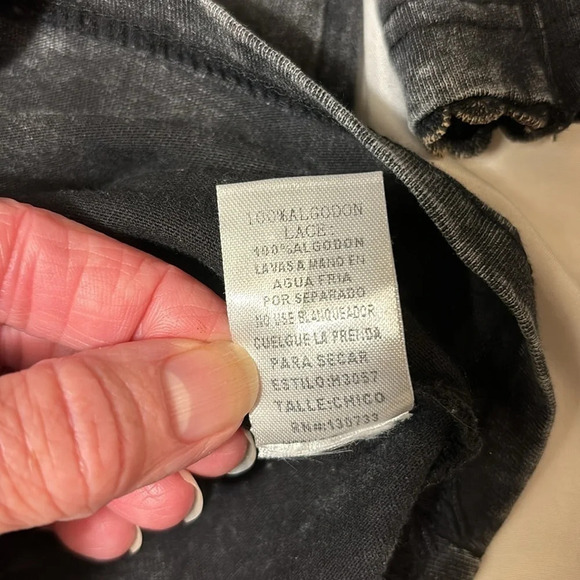 100%ALGODON
LACE:
100%ALGODON
LAVAS A MANO EN
AGUA FRIA
POR SEPARADO
NO USE BLANQUEADOR
CUELGUE LA PRENDA
PARA SECAR
ESTILO:M3057
TALLE:CHICO
RN#:130733